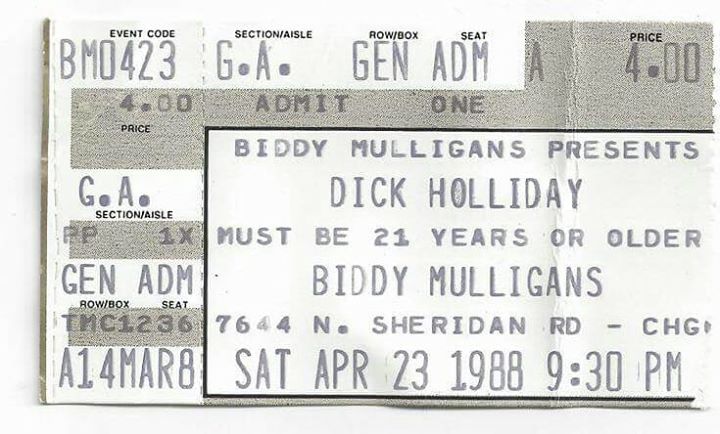 EVENT CODE SECTION/AISLE ROW/BOX SEAT PRICE
BM0423 G.A. GEN ADM A 4.00
4.00 ADMIT ONE
PRICE
BIDDY MULLIGANS PRESENTS
G.A. DICK HOLLIDAY
SECTION/AISLE
PP 1X MUST BE 21 YEARS OR OLDER
GEN ADM BIDDY MULLIGANS
ROW/BOX SEAT
TMC1236 7644 N. SHERIDAN RD - CHGO
A14MAR8 SAT APR 23 1988 9:30 PM